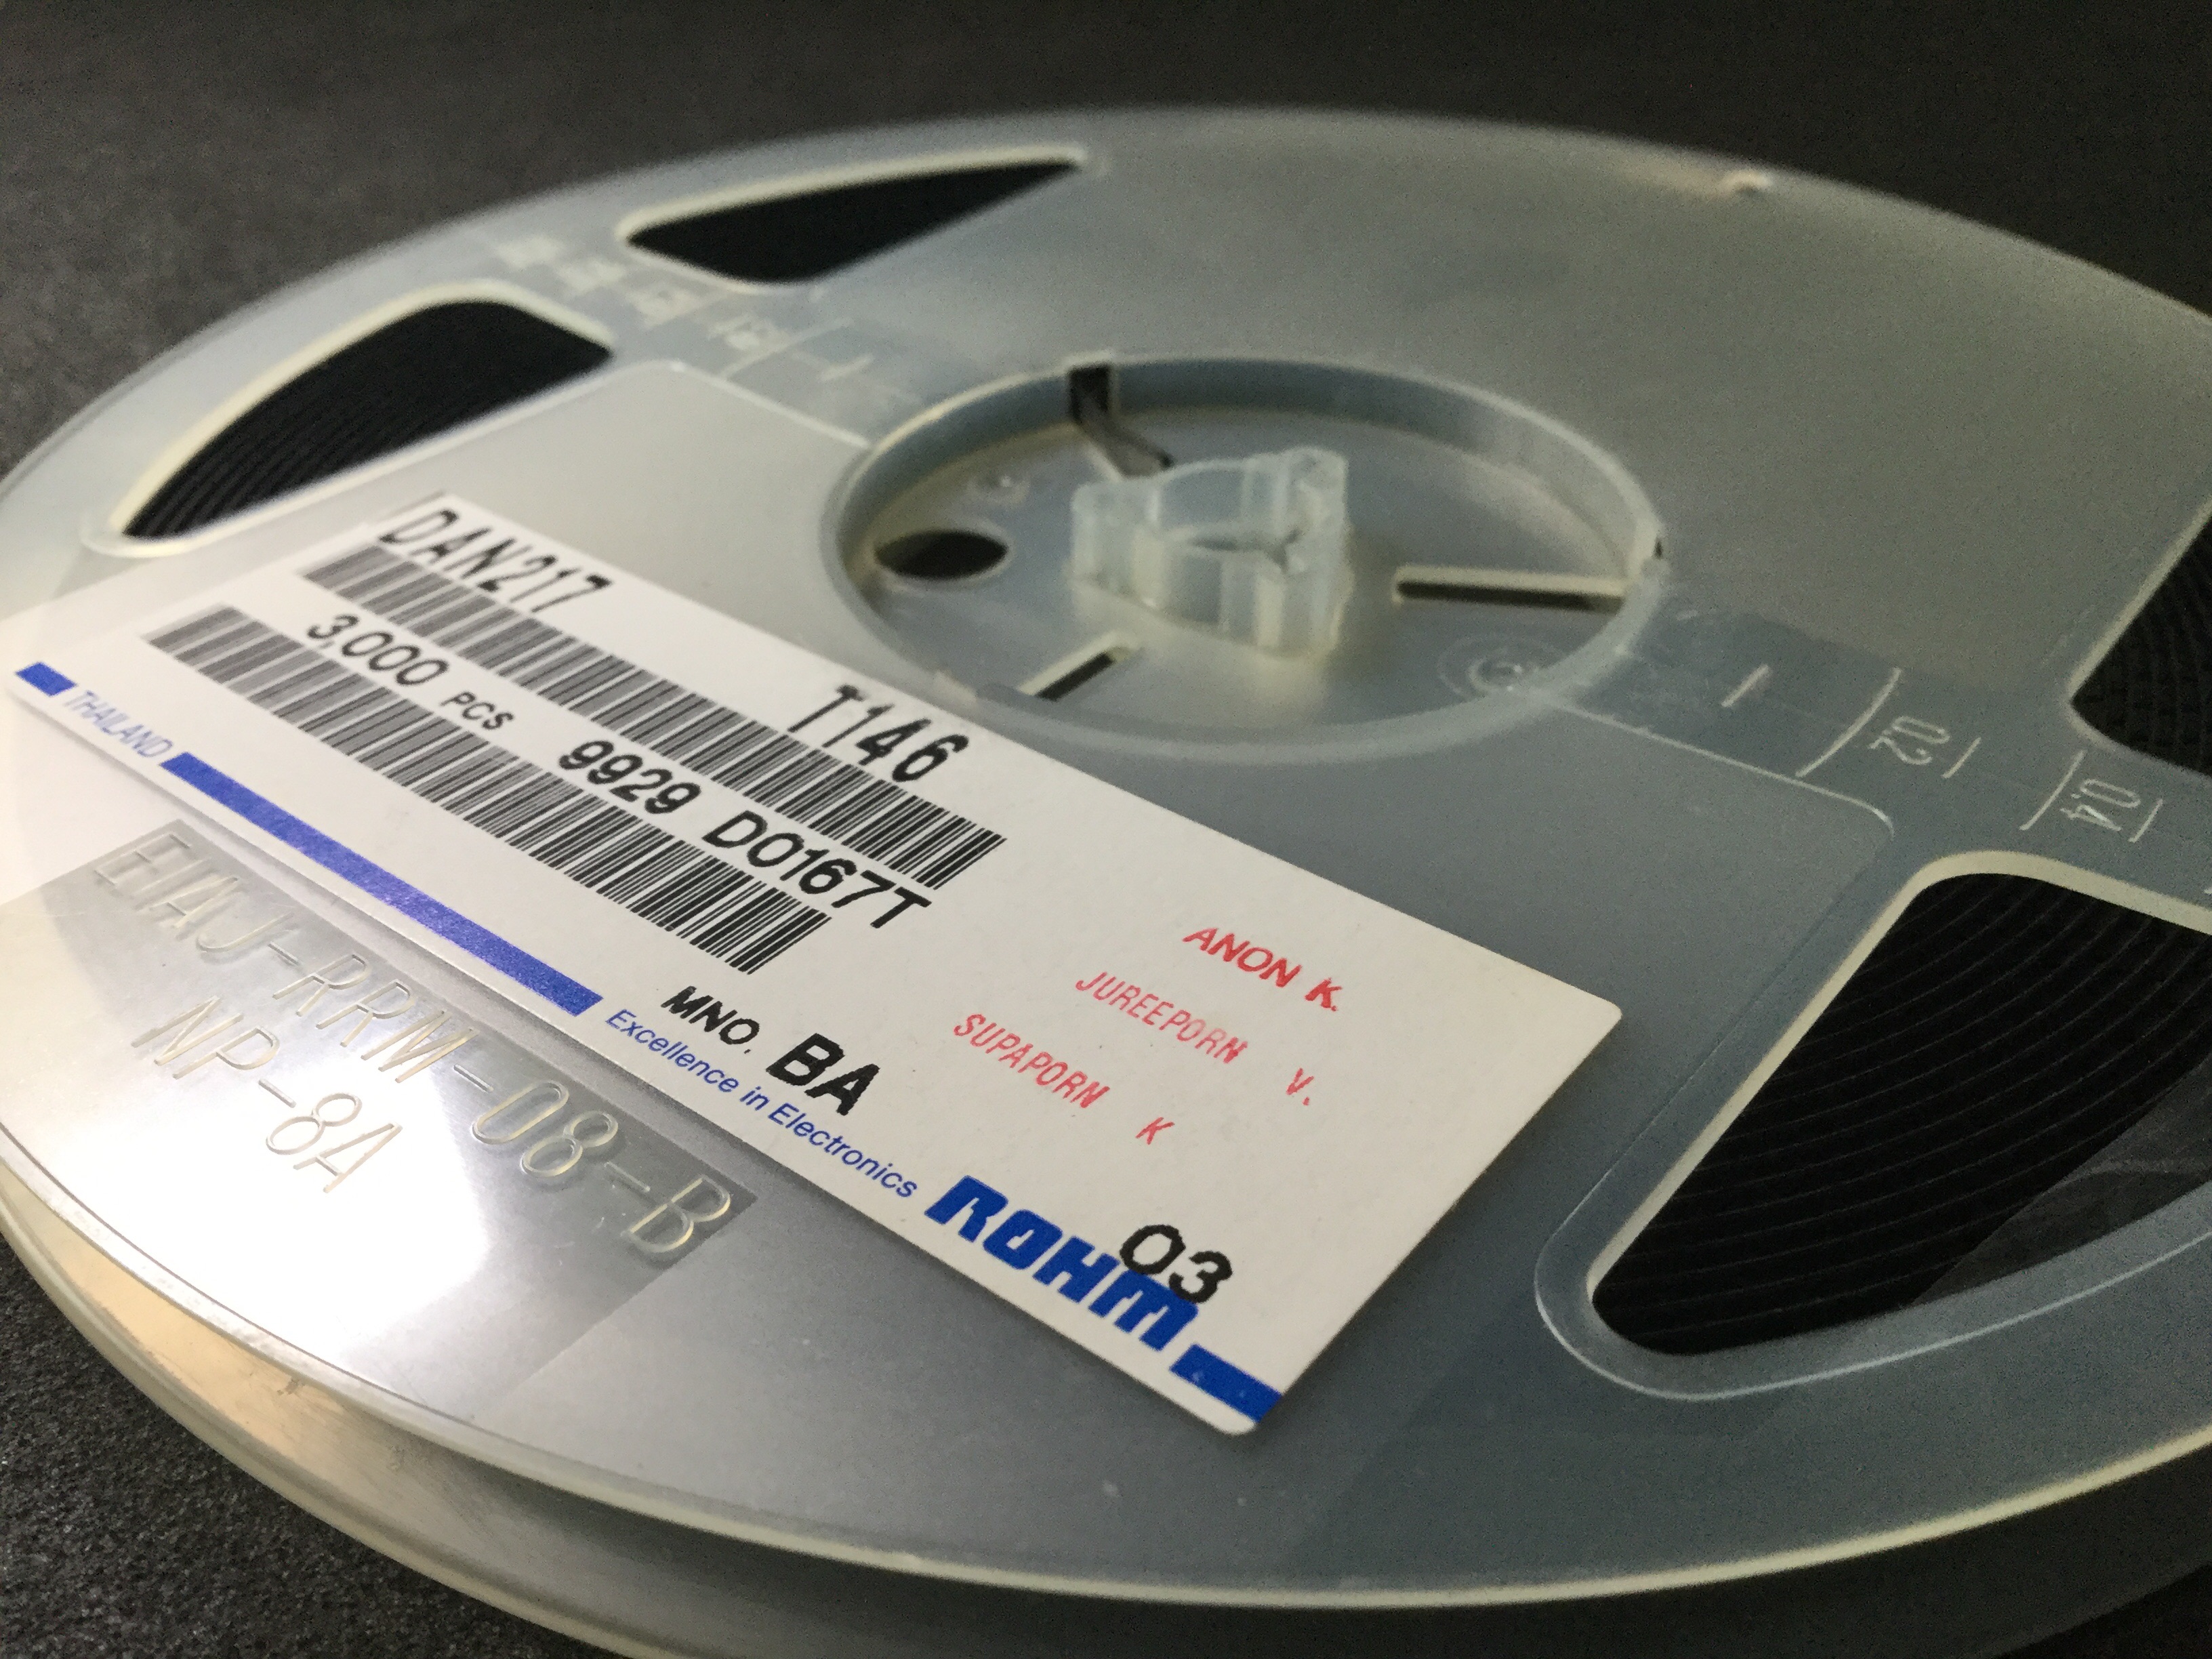 DAN217 T146
3,000 PCS 9929 D0167T
MNO. BA
ANON K.
JUREEPORN V.
SUPAPORN K
03
THAILAND
Excellence in Electronics
ROHM
EIAJ-RRM-08-B
NP-8A
0.2
0.4